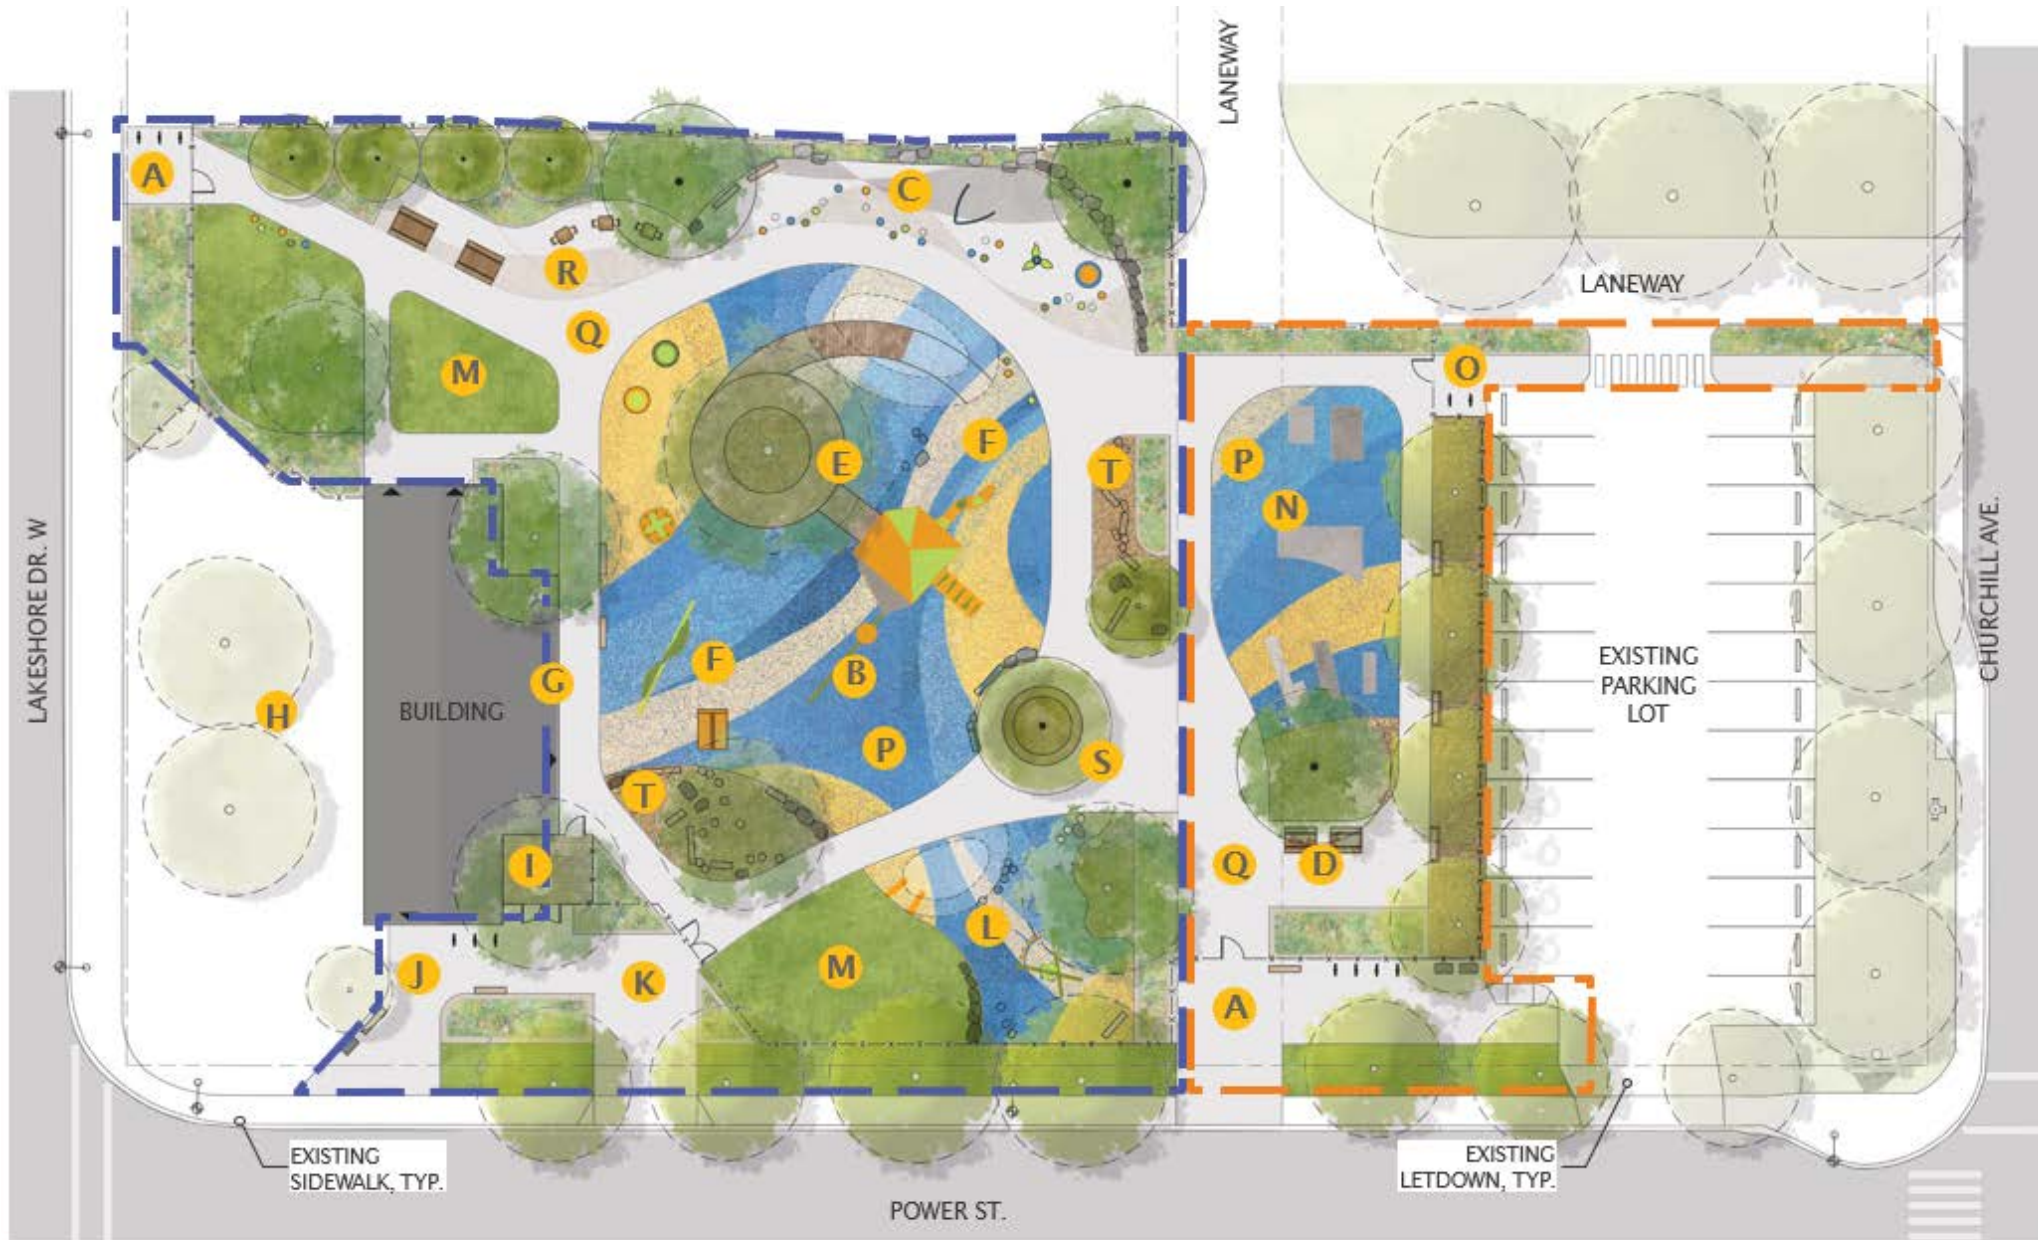 LANEWAY
A
C
R
LANEWAY
Q
M
O
F
E
T
P
N
LAKESHORE DR. W
CHURCHILL AVE.
F
B
G
H
BUILDING
EXISTING
PARKING
LOT
P
S
T
I
Q
D
L
J
K
M
A
EXISTING
SIDEWALK, TYP.
EXISTING
LETDOWN, TYP.
POWER ST.